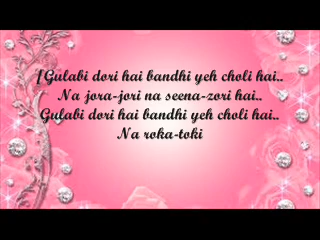 [Gulabi dori hai bandhi yeh choli hai..
Na jora-jori na seena-zori hai..
Gulabi dori hai bandhi yeh choli hai..
Na roka-toki